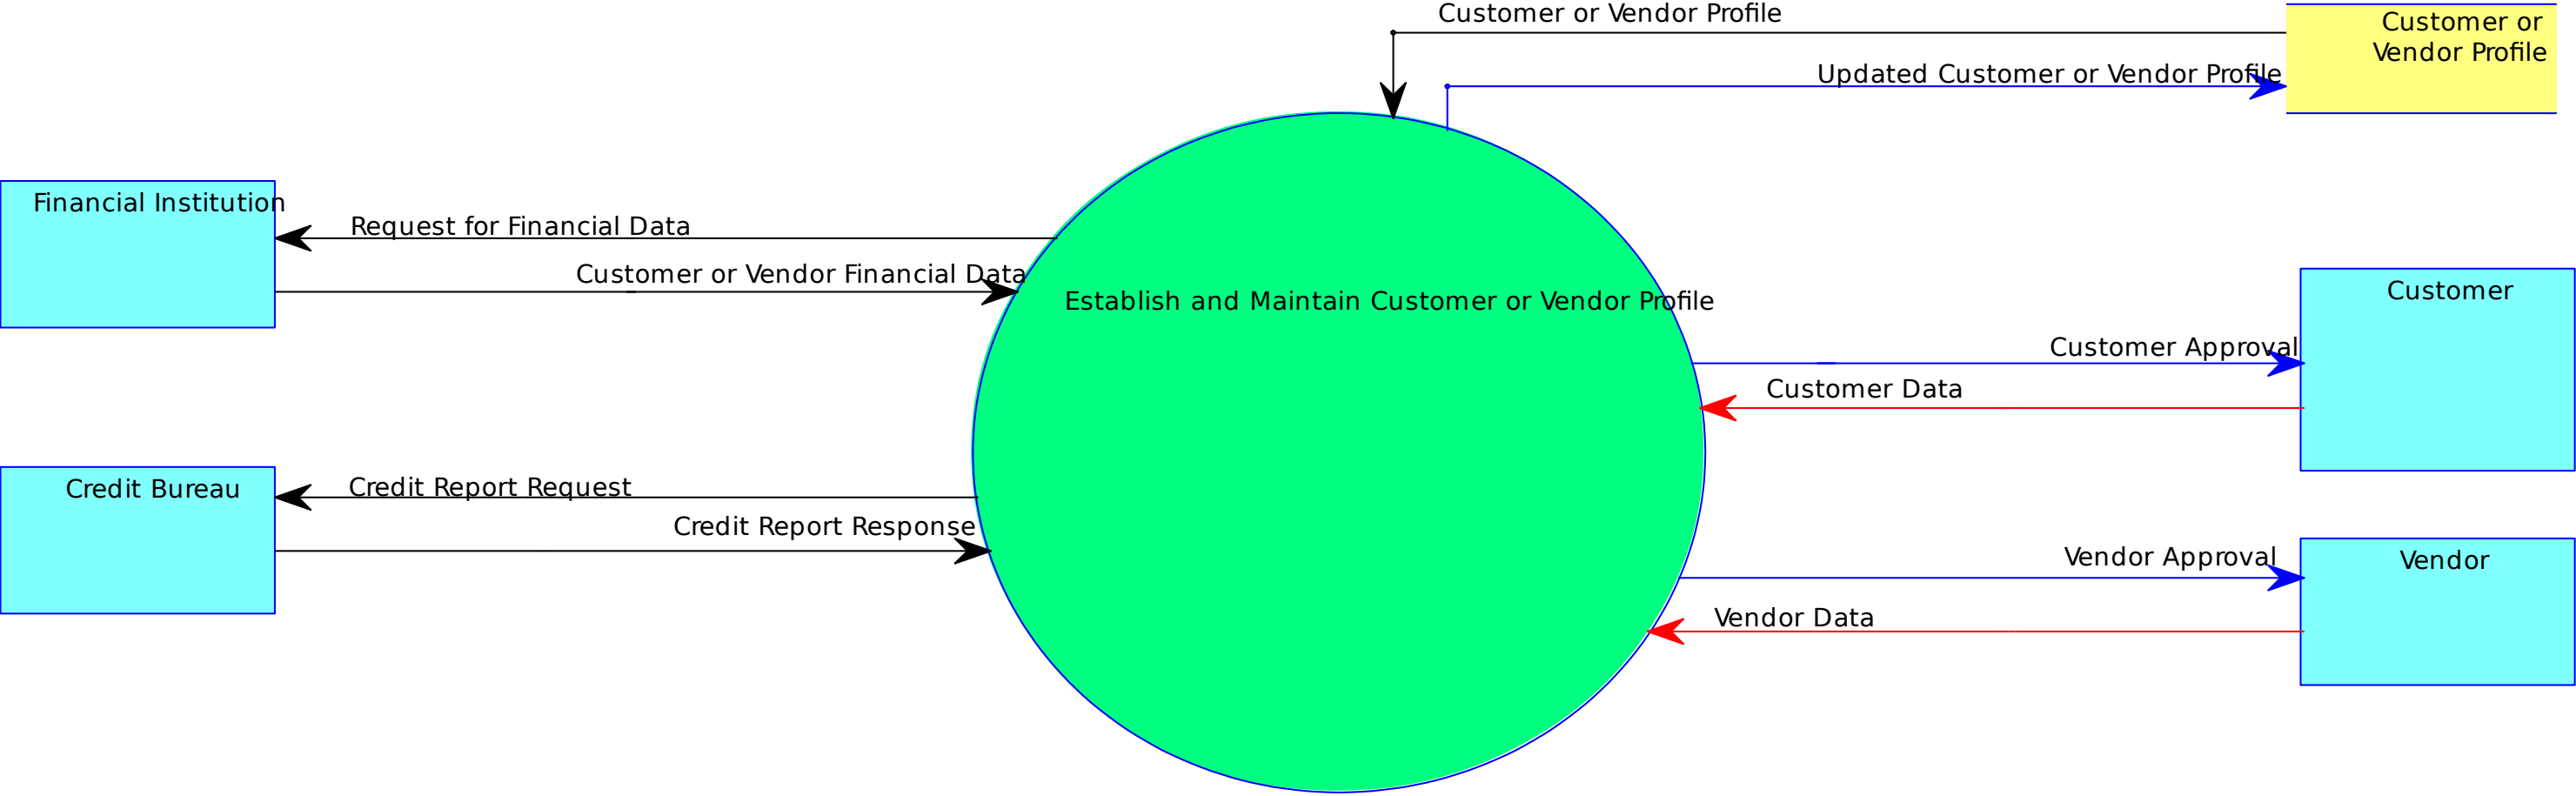 Customer or Vendor Profile
Customer or
Vendor Profile
Updated Customer or Vendor Profile
Financial Institution
Request for Financial Data
Customer or Vendor Financial Data
Establish and Maintain Customer or Vendor Profile
Customer
Customer Approval
Customer Data
Credit Bureau
Credit Report Request
Credit Report Response
Vendor Approval
Vendor
Vendor Data